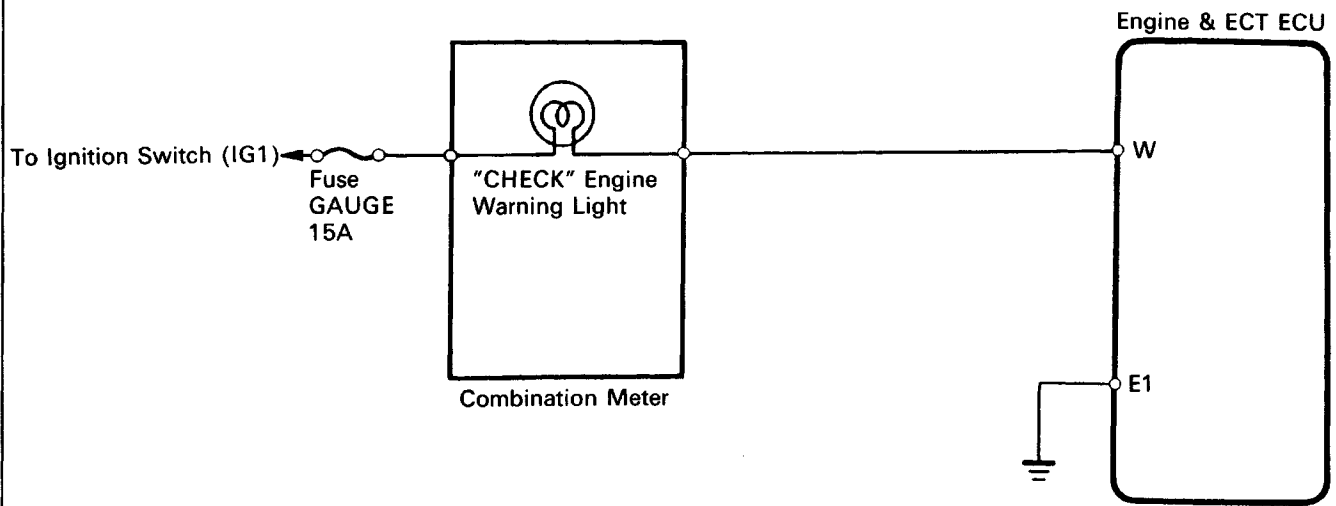 Engine & ECT ECU
To Ignition Switch (IG1)
Fuse
GAUGE
15A
"CHECK" Engine
Warning Light
W
E1
Combination Meter